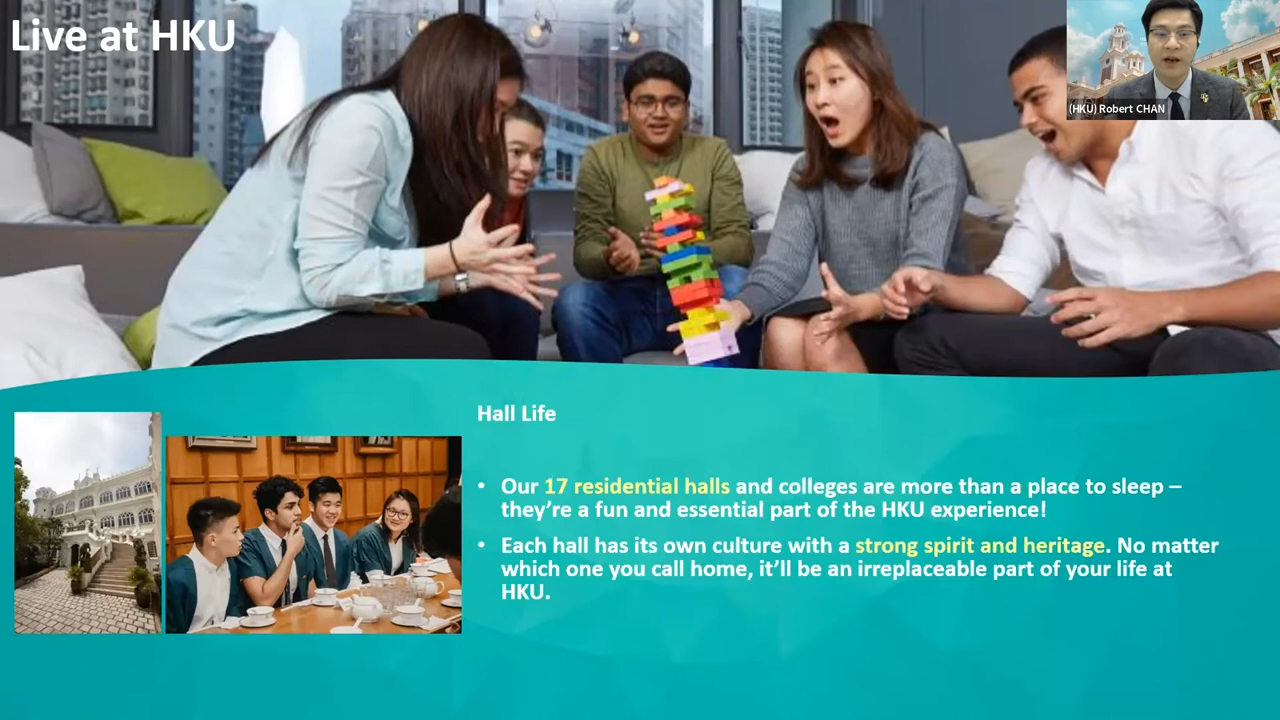 Live at HKU
(HKU) Robert CHAN
Hall Life
• Our 17 residential halls and colleges are more than a place to sleep –
they’re a fun and essential part of the HKU experience!
• Each hall has its own culture with a strong spirit and heritage. No matter
which one you call home, it’ll be an irreplaceable part of your life at
HKU.